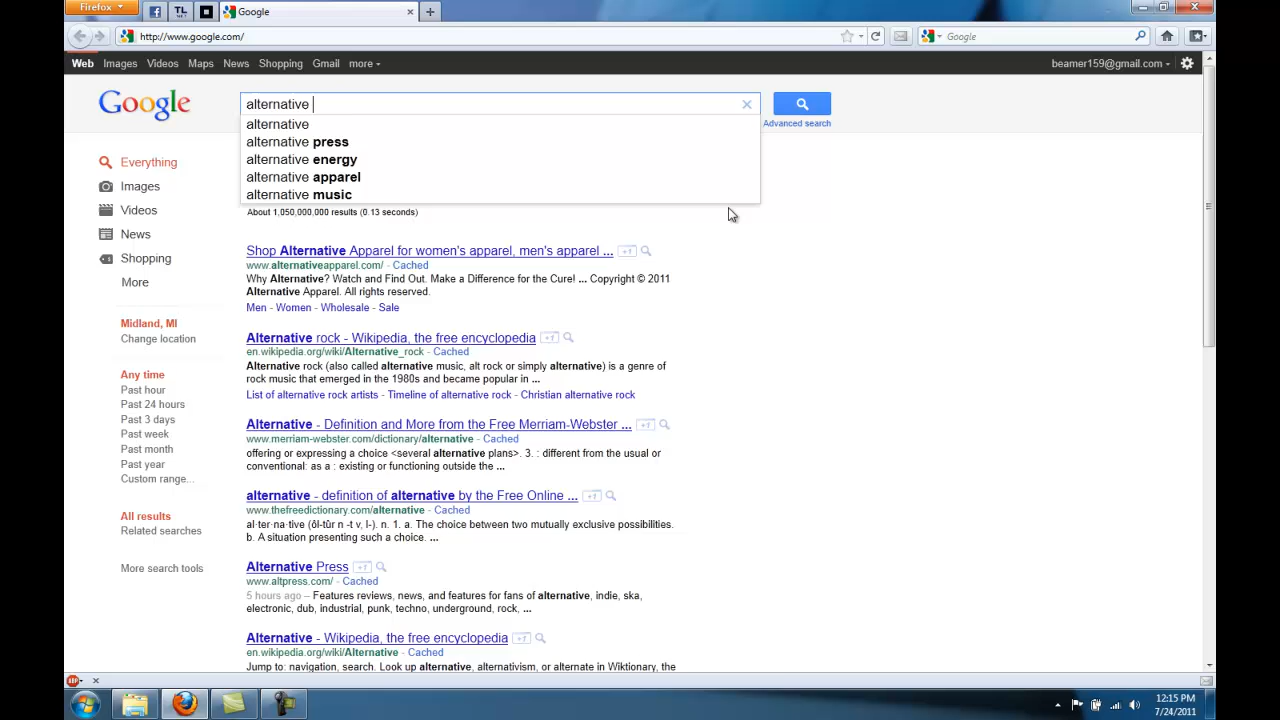 Firefox
TL
Google
http://www.google.com/
Google
Web Images Videos Maps News Shopping Gmail more
beamer159@gmail.com
Google
alternative
Advanced search
alternative
alternative press
alternative energy
alternative apparel
alternative music
About 1,050,000,000 results (0.13 seconds)
Everything
Images
Videos
News
Shopping
More
Midland, MI
Change location
Any time
Past hour
Past 24 hours
Past 3 days
Past week
Past month
Past year
Custom range...
All results
Related searches
More search tools
Shop Alternative Apparel for women's apparel, men's apparel ... +1
www.alternativeapparel.com/ - Cached
Why Alternative? Watch and Find Out. Make a Difference for the Cure! ... Copyright © 2011
Alternative Apparel. All rights reserved.
Men - Women - Wholesale - Sale
Alternative rock - Wikipedia, the free encyclopedia +1
en.wikipedia.org/wiki/Alternative_rock - Cached
Alternative rock (also called alternative music, alt rock or simply alternative) is a genre of
rock music that emerged in the 1980s and became popular in ...
List of alternative rock artists - Timeline of alternative rock - Christian alternative rock
Alternative - Definition and More from the Free Merriam-Webster ... +1
www.merriam-webster.com/dictionary/alternative - Cached
offering or expressing a choice <several alternative plans>. 3. : different from the usual or
conventional: as a : existing or functioning outside the ...
alternative - definition of alternative by the Free Online ... +1
www.thefreedictionary.com/alternative - Cached
al·ter·na·tive (ôl-tûr n -t v, l-). n. 1. a. The choice between two mutually exclusive possibilities.
b. A situation presenting such a choice. ...
Alternative Press +1
www.altpress.com/ - Cached
5 hours ago – Features reviews, news, and features for fans of alternative, indie, ska,
electronic, dub, industrial, punk, techno, underground, rock, ...
Alternative - Wikipedia, the free encyclopedia +1
en.wikipedia.org/wiki/Alternative - Cached
Jump to: navigation, search. Look up alternative, alternativism, or alternate in Wiktionary, the
12:15 PM
7/24/2011